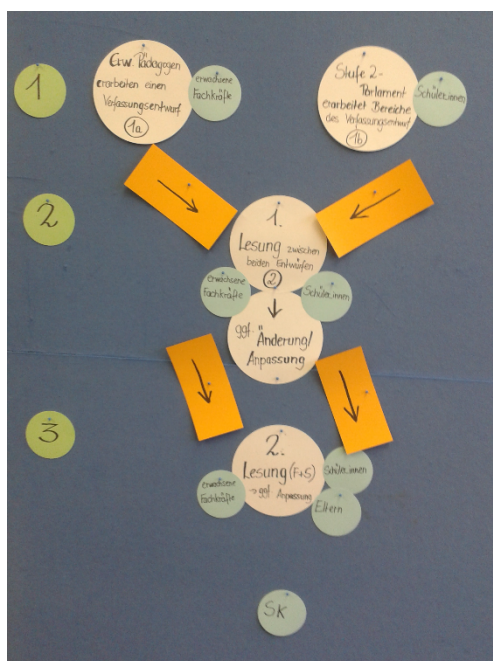 1
Erw. Pädagogen
erarbeiten einen
Verfassungsentwurf
1a
erwachsene
Fachkräfte
Stufe 2-
Parlament
erarbeitet Bereiche
des Verfassungsentwurf
1b
Schüler.innen
2
1.
Lesung zwischen
beiden Entwürfen
2
erwachsene
Fachkräfte
Schüler.innen
ggf. Änderung/
Anpassung
3
2.
Lesung (F+S)
→ ggf. Anpassung
erwachsene
Fachkräfte
Schüler.innen
Eltern
SK